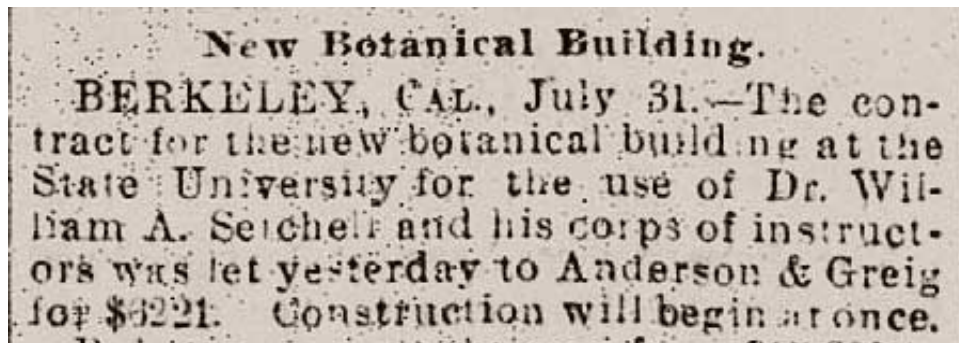 New Botanical Building.
BERKELEY, CAL., July 31.—The con-
tract for the new botanical building at the
State University for the use of Dr. Wil-
liam A. Setchell and his corps of instruct-
ors was let yesterday to Anderson & Greig
for $6221. Construction will begin at once.